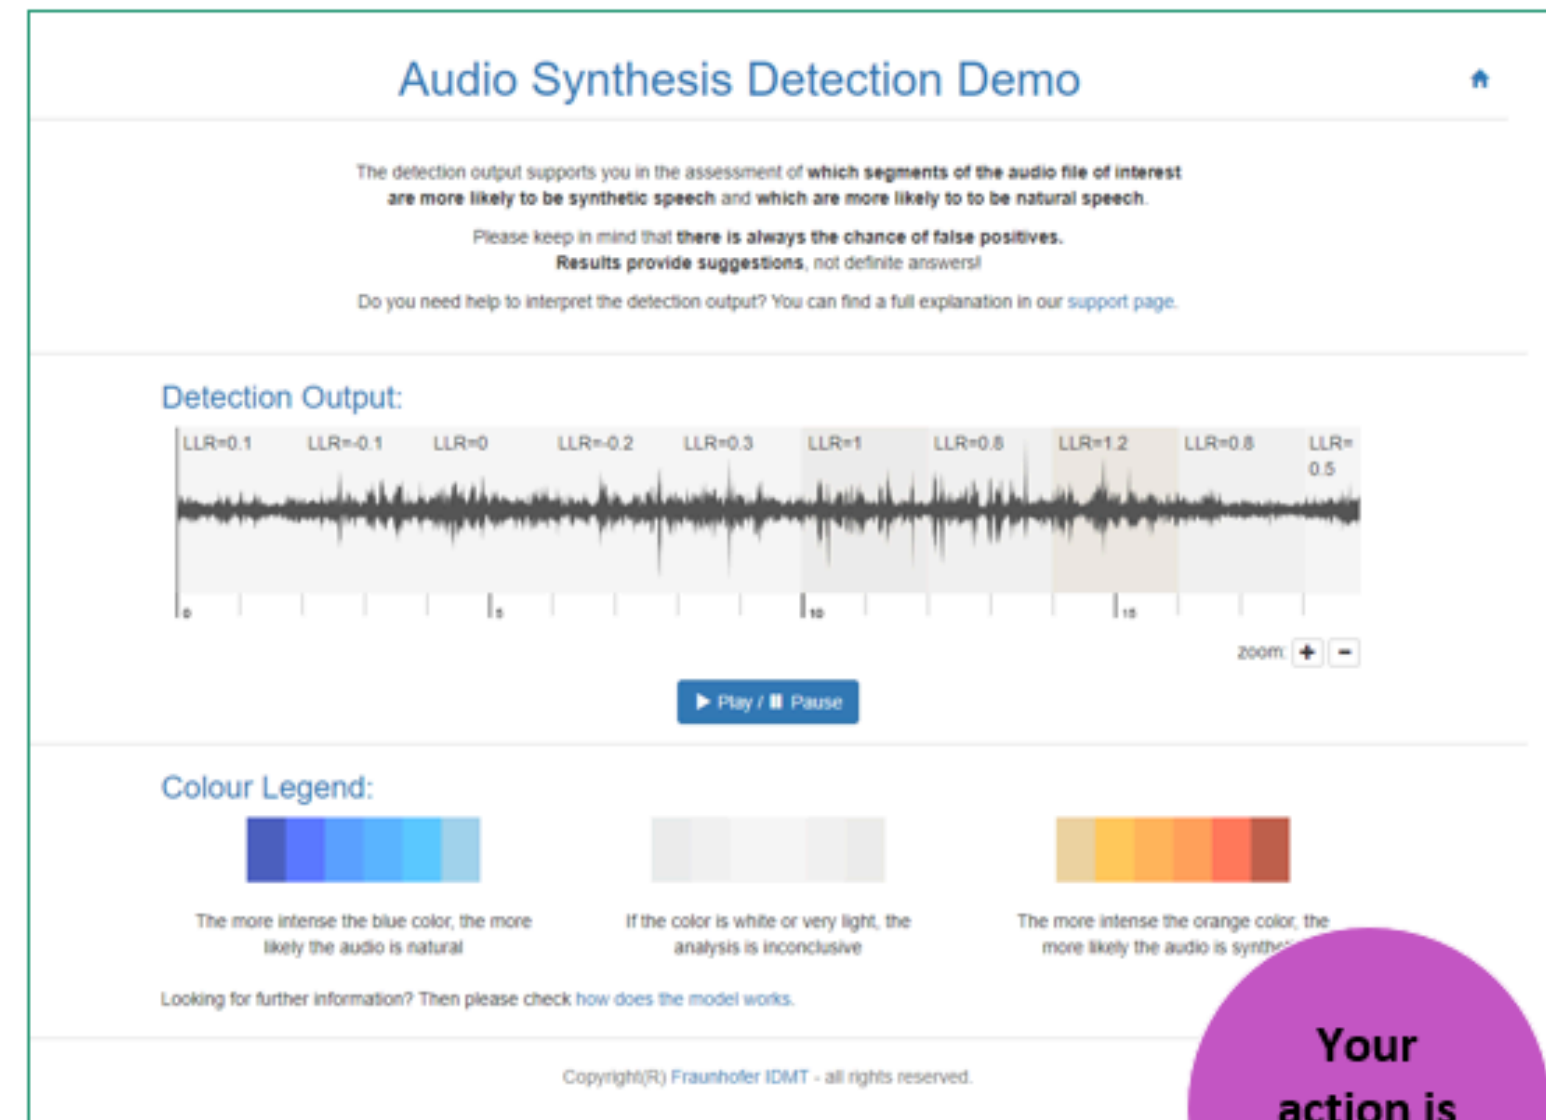 Audio Synthesis Detection Demo
The detection output supports you in the assessment of which segments of the audio file of interest
are more likely to be synthetic speech and which are more likely to to be natural speech.
Please keep in mind that there is always the chance of false positives.
Results provide suggestions, not definite answers!
Do you need help to interpret the detection output? You can find a full explanation in our support page.
Detection Output:
LLR=0.1 LLR=-0.1 LLR=0 LLR=-0.2 LLR=0.3 LLR=1 LLR=0.8 LLR=1.2 LLR=0.8 LLR=
0.5
0 5 10 15
zoom: + -
Play / Pause
Colour Legend:
The more intense the blue color, the more
likely the audio is natural
If the color is white or very light, the
analysis is inconclusive
The more intense the orange color, the
more likely the audio is
Looking for further information? Then please check how does the model works.
Copyright(R) Fraunhofer IDMT - all rights reserved.
Your
action is